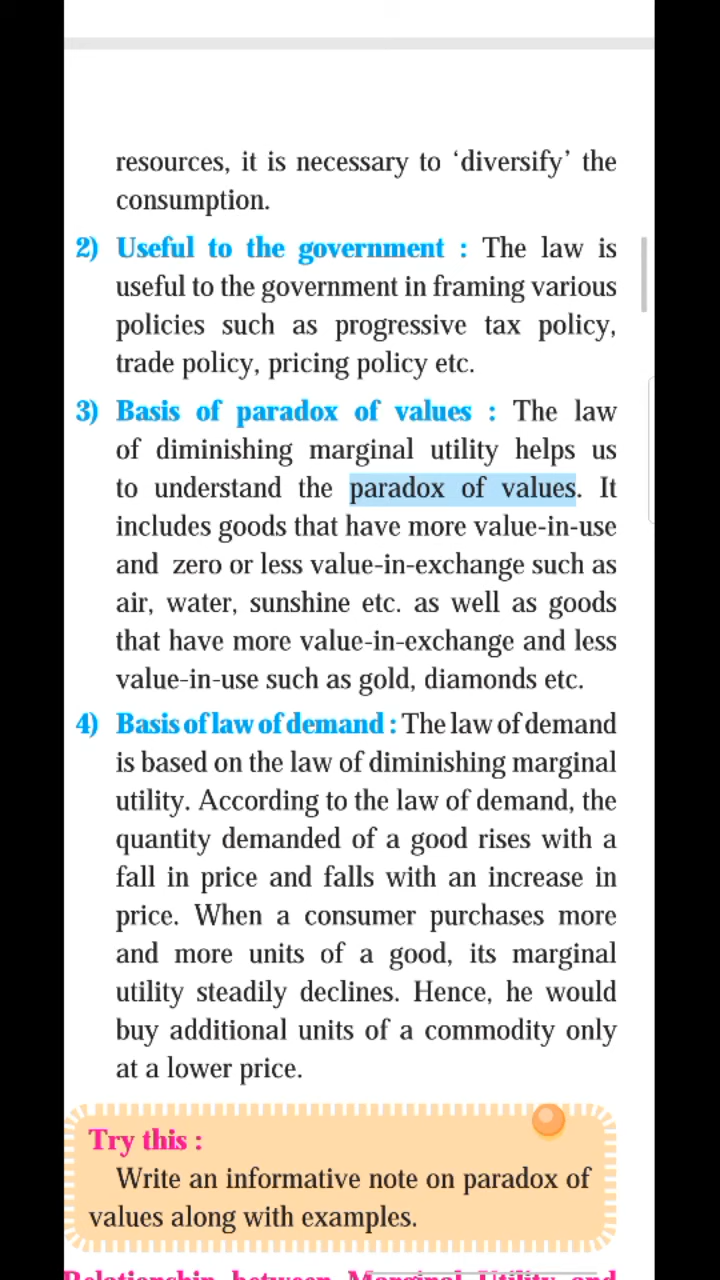 resources, it is necessary to ‘diversify’ the
consumption.
2) Useful to the government : The law is
useful to the government in framing various
policies such as progressive tax policy,
trade policy, pricing policy etc.
3) Basis of paradox of values : The law
of diminishing marginal utility helps us
to understand the paradox of values. It
includes goods that have more value-in-use
and zero or less value-in-exchange such as
air, water, sunshine etc. as well as goods
that have more value-in-exchange and less
value-in-use such as gold, diamonds etc.
4) Basis of law of demand : The law of demand
is based on the law of diminishing marginal
utility. According to the law of demand, the
quantity demanded of a good rises with a
fall in price and falls with an increase in
price. When a consumer purchases more
and more units of a good, its marginal
utility steadily declines. Hence, he would
buy additional units of a commodity only
at a lower price.
Try this :
Write an informative note on paradox of
values along with examples.
Relationship between Marginal Utility and